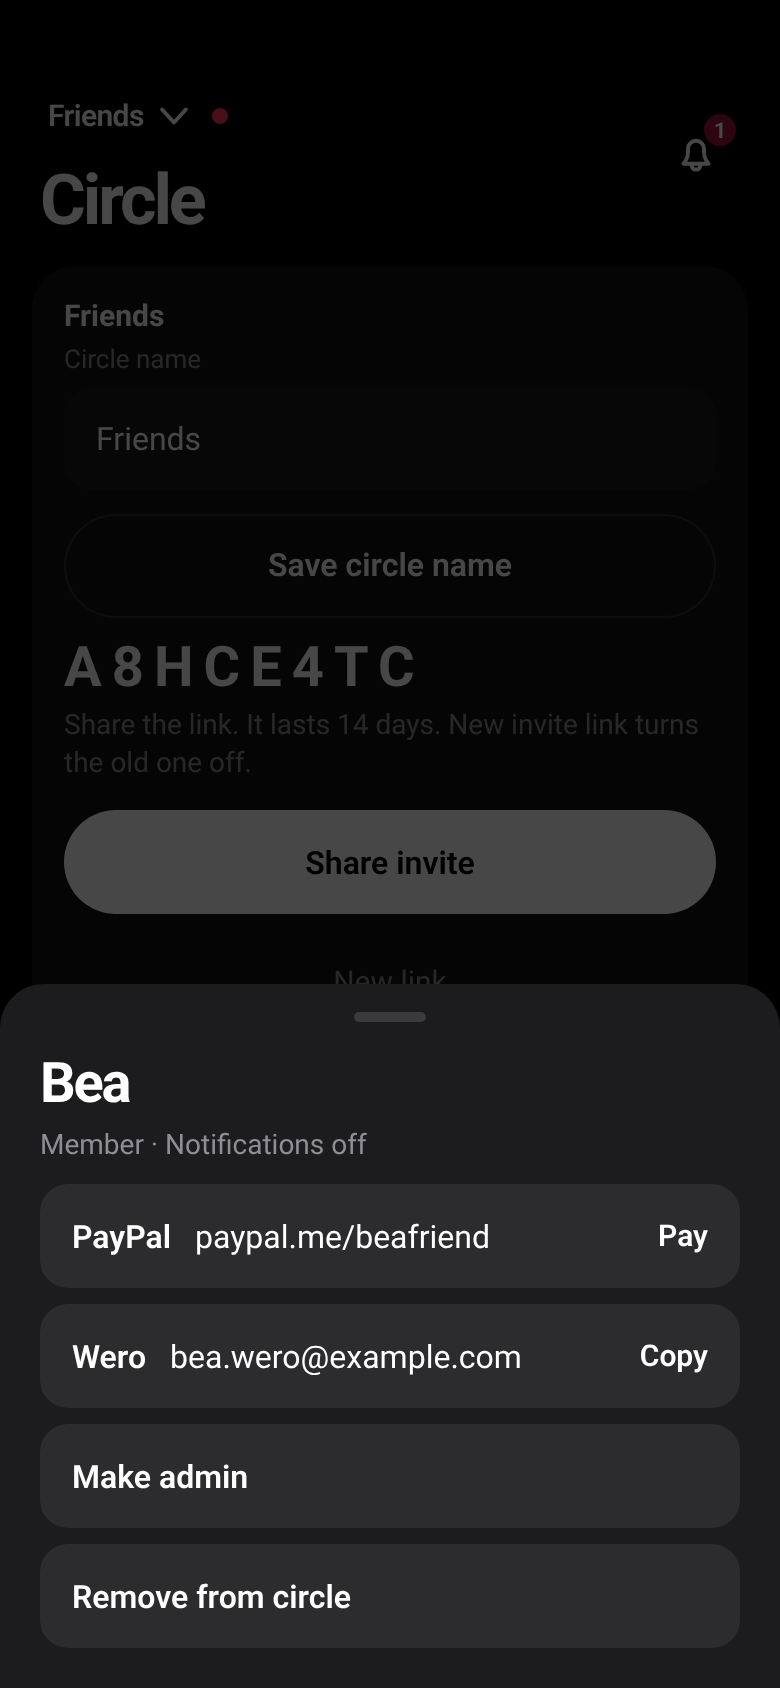 Friends
1
Circle
Friends
Circle name
Friends
Save circle name
A8HCE4TC
Share the link. It lasts 14 days. New invite link turns
the old one off.
Share invite
New link
Bea
Member · Notifications off
PayPal paypal.me/beafriend Pay
Wero bea.wero@example.com Copy
Make admin
Remove from circle